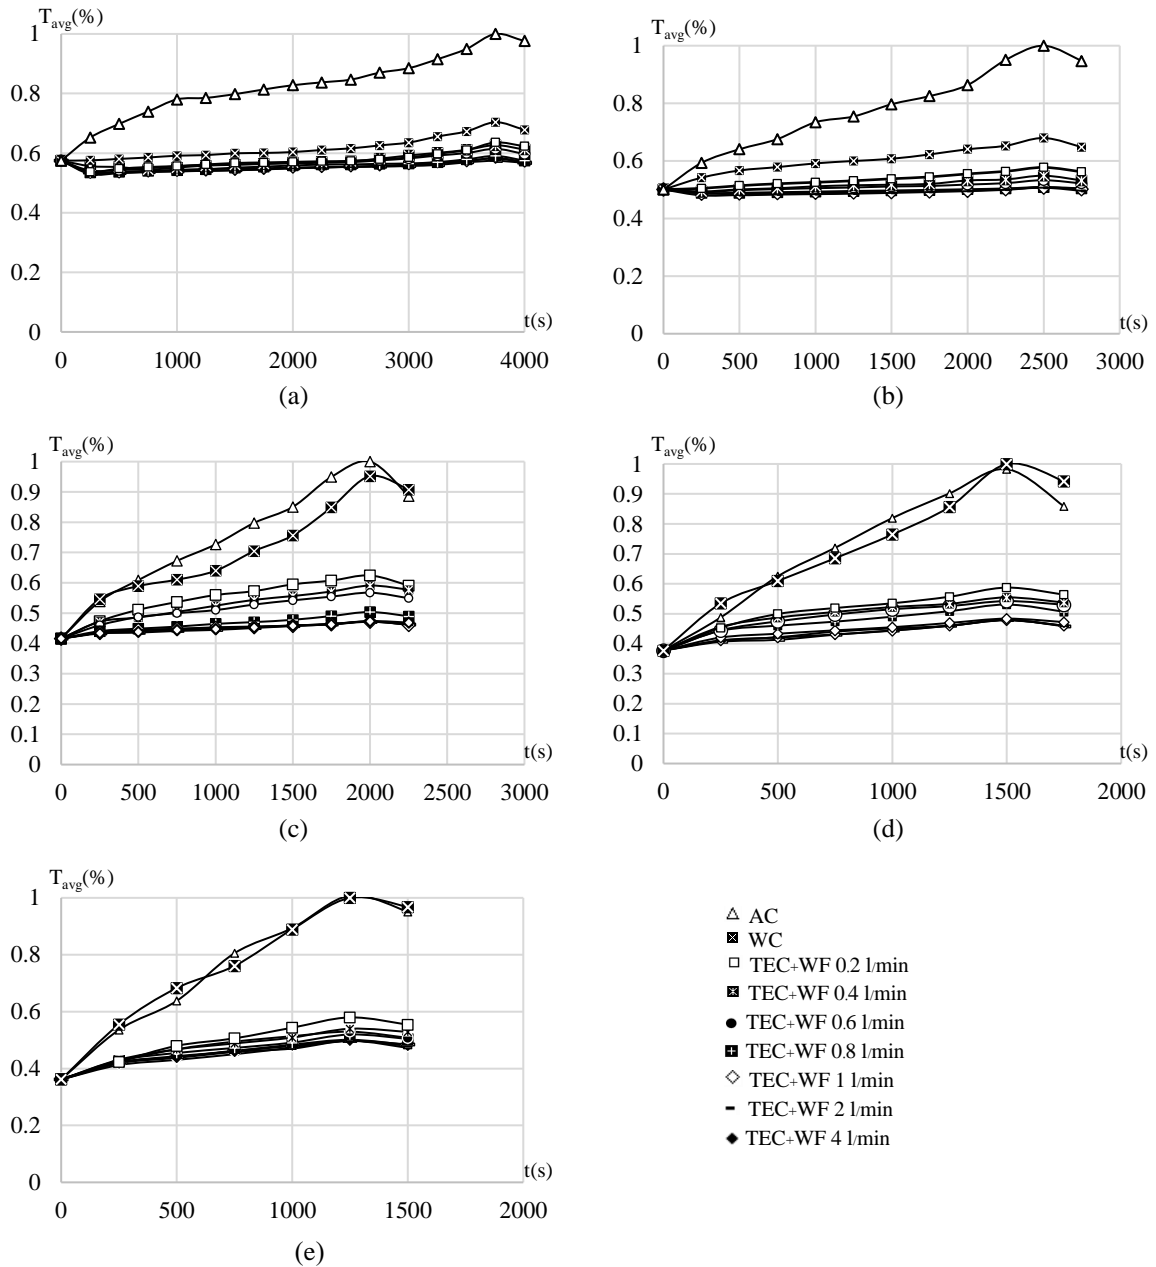 T_avg(%)
1
0.8
0.6
0.4
0.2
0
t(s)
0 1000 2000 3000 4000
(a)
T_avg(%)
1
0.8
0.6
0.4
0.2
0
t(s)
0 500 1000 1500 2000 2500 3000
(b)
T_avg(%)
1
0.9
0.8
0.7
0.6
0.5
0.4
0.3
0.2
0.1
0
t(s)
0 500 1000 1500 2000 2500 3000
(c)
T_avg(%)
1
0.9
0.8
0.7
0.6
0.5
0.4
0.3
0.2
0.1
0
t(s)
0 500 1000 1500 2000
(d)
T_avg(%)
1
0.8
0.6
0.4
0.2
0
t(s)
0 500 1000 1500 2000
(e)
AC
WC
TEC+WF 0.2 l/min
TEC+WF 0.4 l/min
TEC+WF 0.6 l/min
TEC+WF 0.8 l/min
TEC+WF 1 l/min
TEC+WF 2 l/min
TEC+WF 4 l/min